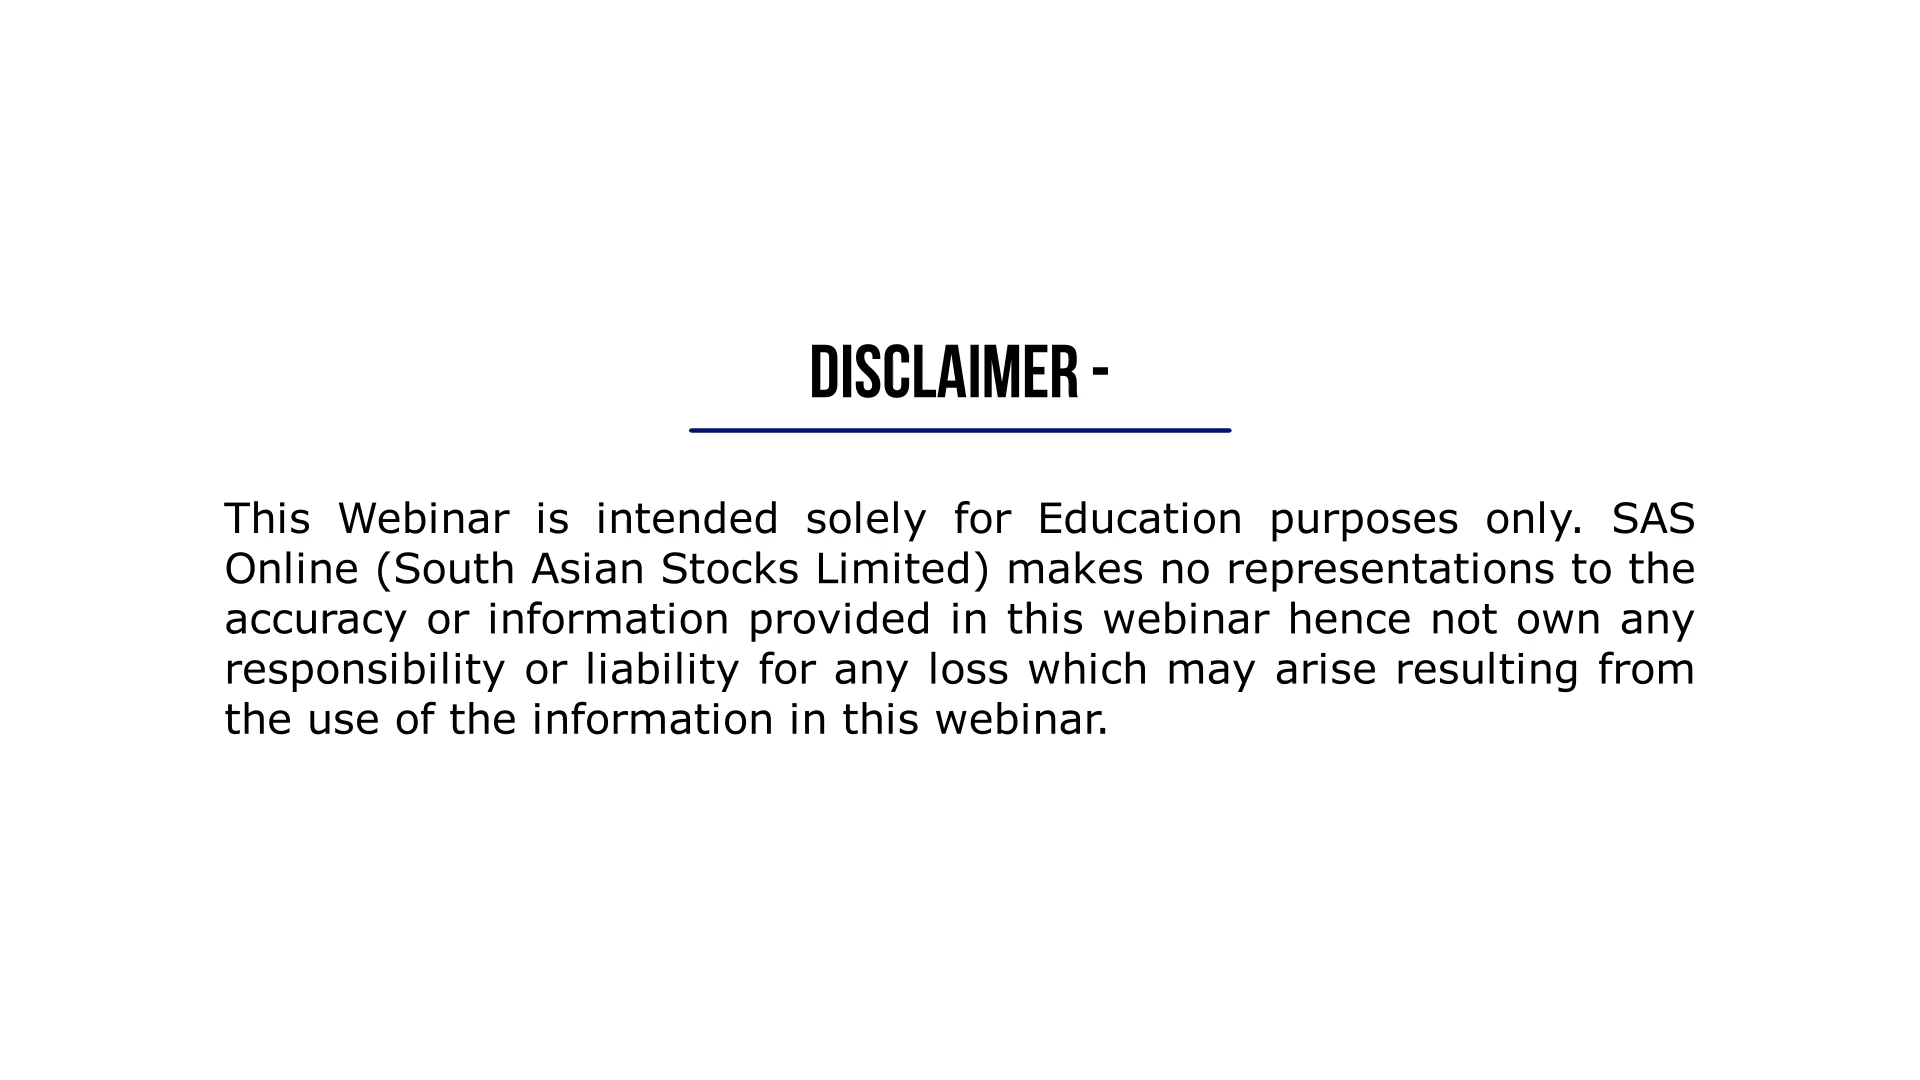 DISCLAIMER -
This Webinar is intended solely for Education purposes only. SAS
Online (South Asian Stocks Limited) makes no representations to the
accuracy or information provided in this webinar hence not own any
responsibility or liability for any loss which may arise resulting from
the use of the information in this webinar.